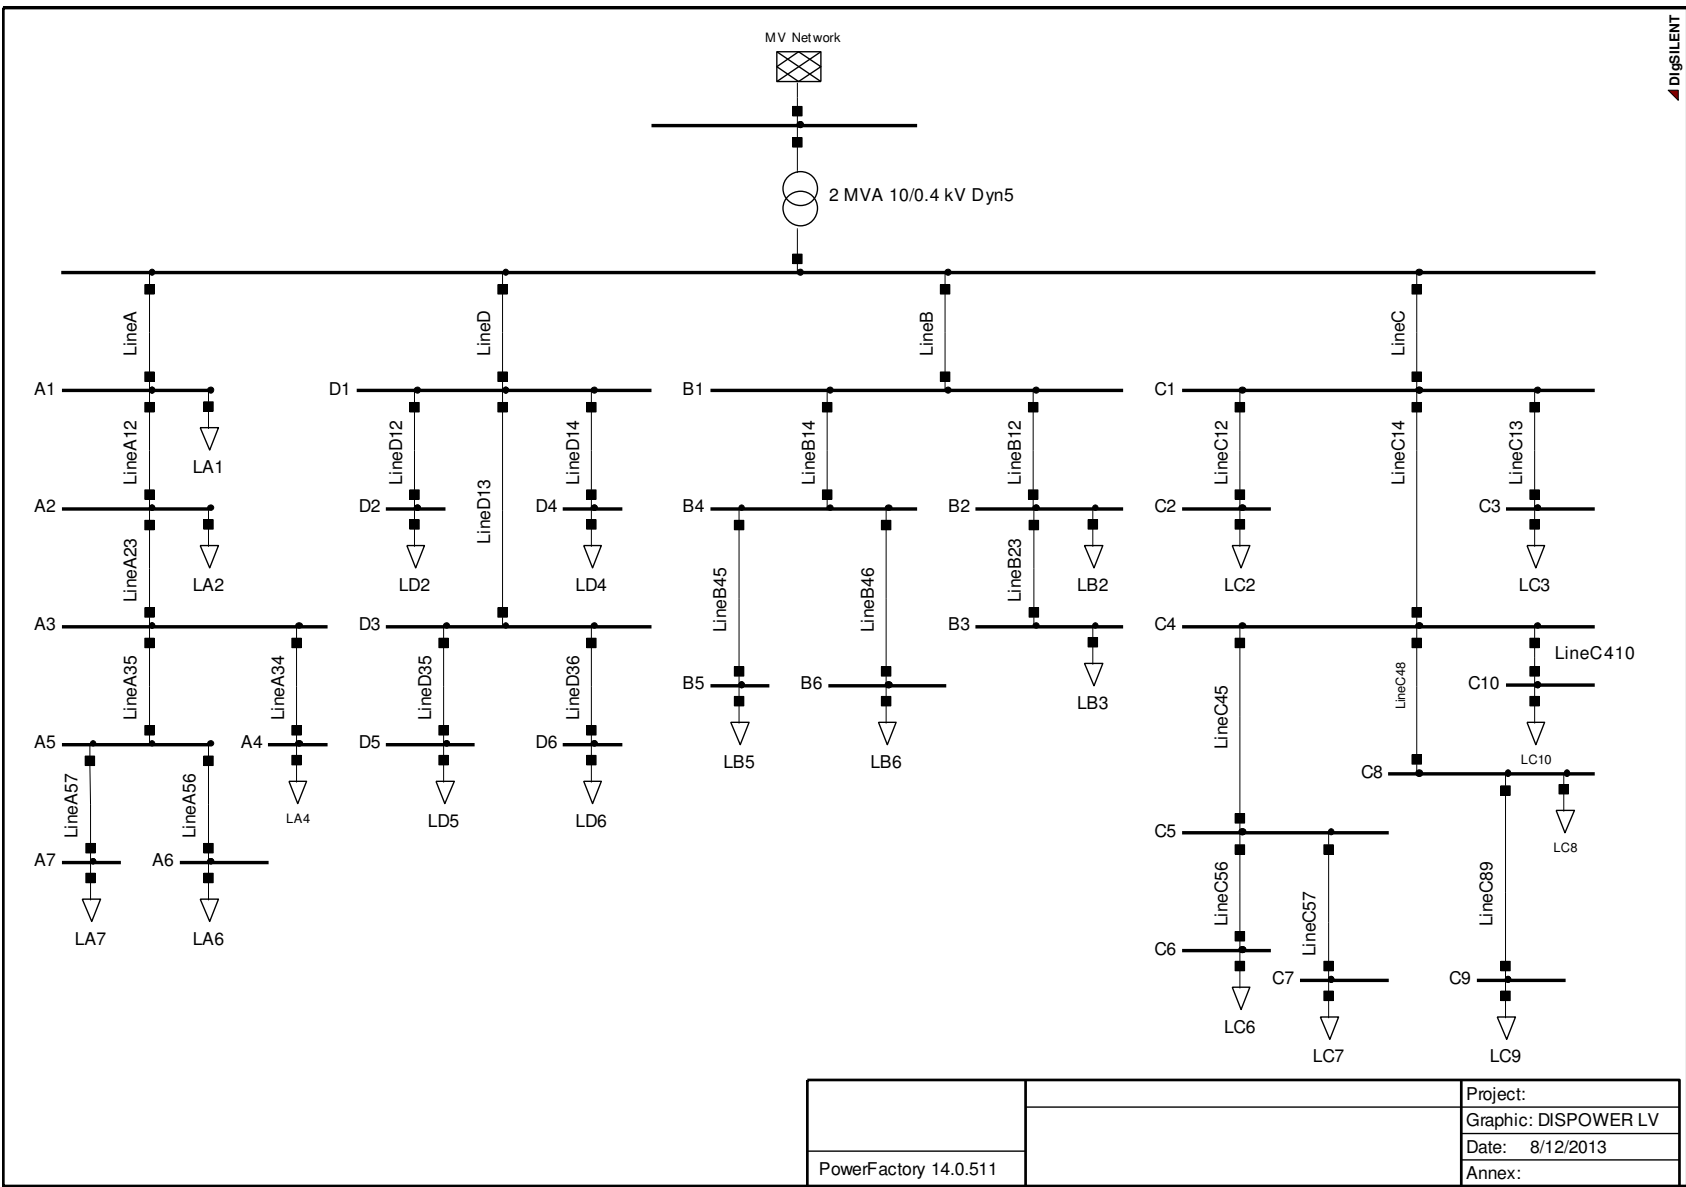 MV Network
DIgSILENT
2 MVA 10/0.4 kV Dyn5
LineA
LineD
LineB
LineC
A1
D1
B1
C1
LineA12
LA1
LineD12
LineD13
LineD14
LineB14
LineB12
LineC12
LineC14
LineC13
A2
D2
D4
B4
B2
C2
C3
LineA23
LA2
LD2
LD4
LineB45
LineB46
LineB23
LB2
LC2
LC3
A3
D3
B3
C4
LineA35
LineA34
LineD35
LineD36
B5
B6
LB3
LineC45
LineC48
LineC410
C10
A5
A4
D5
D6
LB5
LB6
LC10
C8
LineA57
LineA56
LA4
LD5
LD6
C5
LC8
A7
A6
LineC56
LineC57
LineC89
LA7
LA6
C6
C7
C9
LC6
LC7
LC9
Project:
Graphic: DISPOWER LV
Date: 8/12/2013
PowerFactory 14.0.511
Annex: